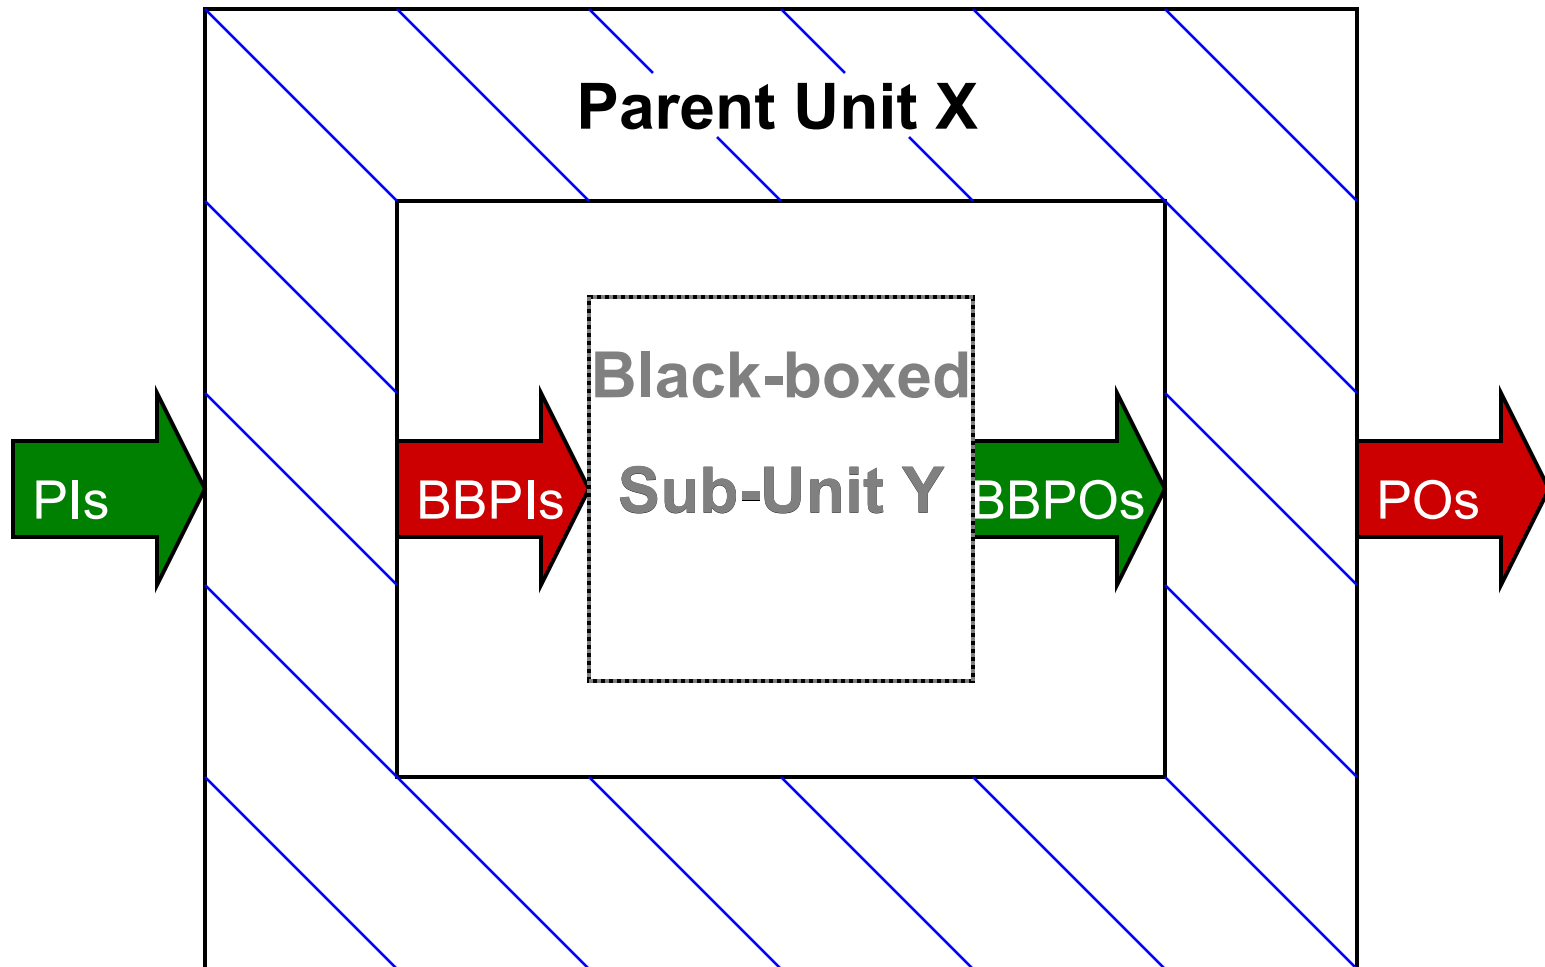 Parent Unit X
Black-boxed
Sub-Unit Y
PIs
BBPIs
BBPOs
POs